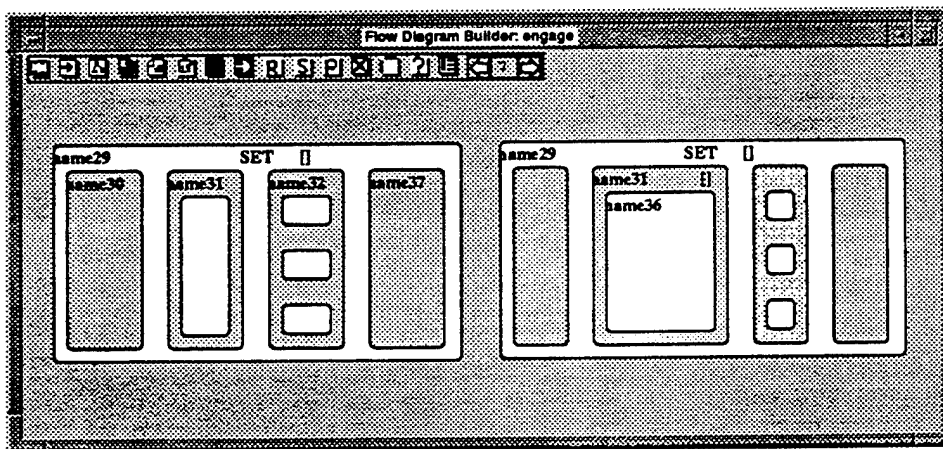 Flow Diagram Builder: engage
R S P ?
name29 SET []
name30 name31 name32 name37
name29 SET []
name31 []
name36